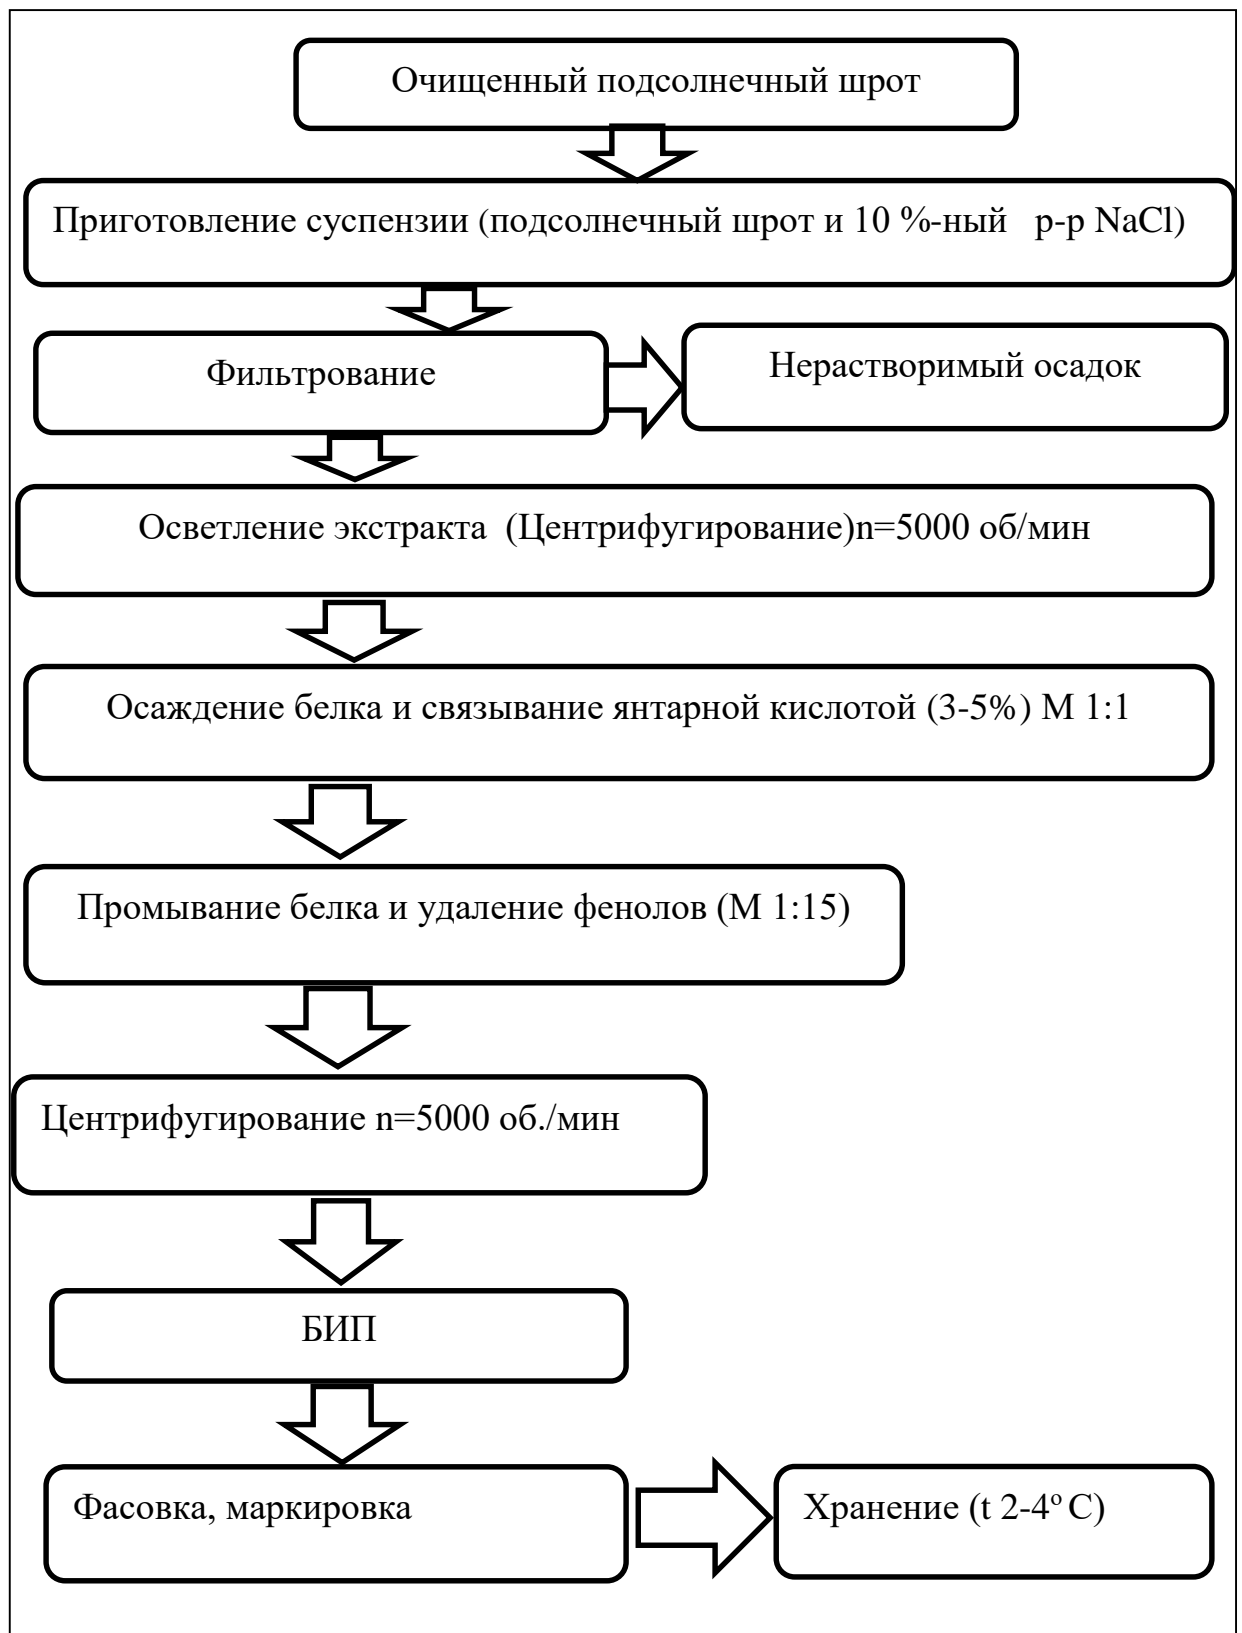 Очищенный подсолнечный шрот
Приготовление суспензии (подсолнечный шрот и 10 %-ный р-р NaCl)
Фильтрование
Нерастворимый осадок
Осветление экстракта (Центрифугирование)n=5000 об/мин
Осаждение белка и связывание янтарной кислотой (3-5%) М 1:1
Промывание белка и удаление фенолов (М 1:15)
Центрифугирование n=5000 об./мин
БИП
Фасовка, маркировка
Хранение (t 2-4º С)